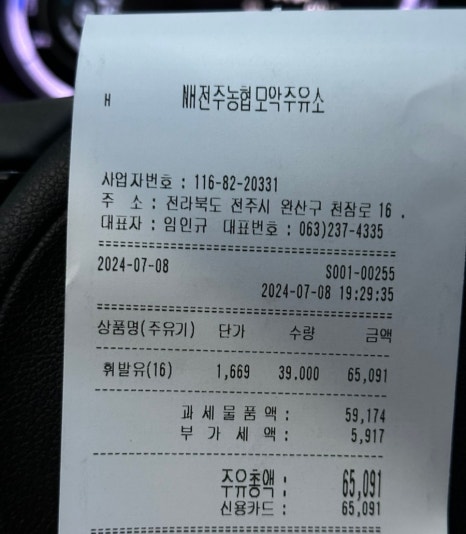 H NH전주농협모악주유소
사업자번호 : 116-82-20331
주 소 : 전라북도 전주시 완산구 천잠로 16 .
대표자 : 임인규 대표번호 : 063)237-4335
2024-07-08 S001-00255
2024-07-08 19:29:35
상품명(주유기) 단가 수량 금액
휘발유(16) 1,669 39.000 65,091
과 세 물 품 액 : 59,174
부 가 세 액 : 5,917
주유총액 : 65,091
신용카드 : 65,091